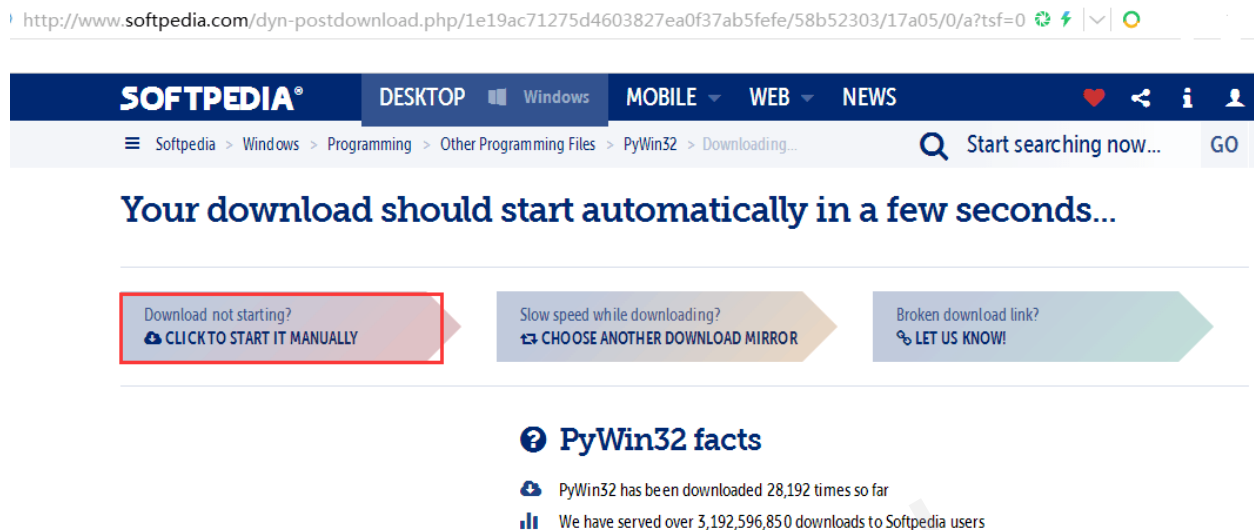 http://www.softpedia.com/dyn-postdownload.php/1e19ac71275d4603827ea0f37ab5fefe/58b52303/17a05/0/a?tsf=0
SOFTPEDIA® DESKTOP Windows MOBILE WEB NEWS
Softpedia > Windows > Programming > Other Programming Files > PyWin32 > Downloading... Start searching now... GO
Your download should start automatically in a few seconds...
Download not starting? Slow speed while downloading? Broken download link?
CLICK TO START IT MANUALLY CHOOSE ANOTHER DOWNLOAD MIRROR LET US KNOW!
PyWin32 facts
PyWin32 has been downloaded 28,192 times so far
We have served over 3,192,596,850 downloads to Softpedia users